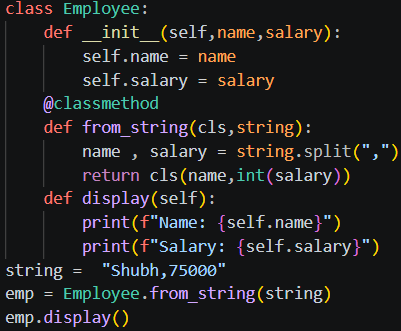 class Employee:
    def __init__(self,name,salary):
        self.name = name
        self.salary = salary
    @classmethod
    def from_string(cls,string):
        name , salary = string.split(",")
        return cls(name,int(salary))
    def display(self):
        print(f"Name: {self.name}")
        print(f"Salary: {self.salary}")
string =  "Shubh,75000"
emp = Employee.from_string(string)
emp.display()